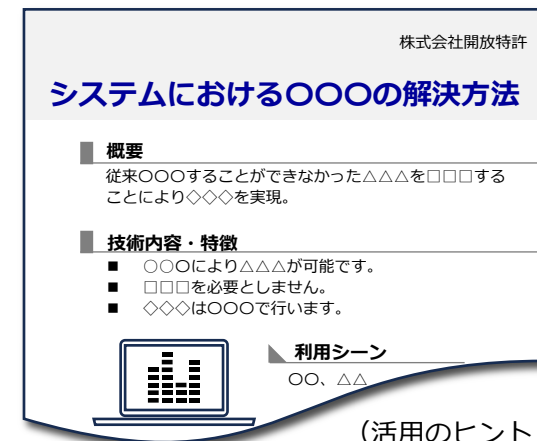 株式会社開放特許
システムにおける〇〇〇の解決方法
概要
従来〇〇〇することができなかった△△△を□□□する
ことにより◇◇◇を実現。
技術内容・特徴
■ ○○〇により△△△が可能です。
■ □□□を必要としません。
■ ◇◇◇は〇〇〇で行います。
利用シーン
〇〇、△△
（活用のヒント